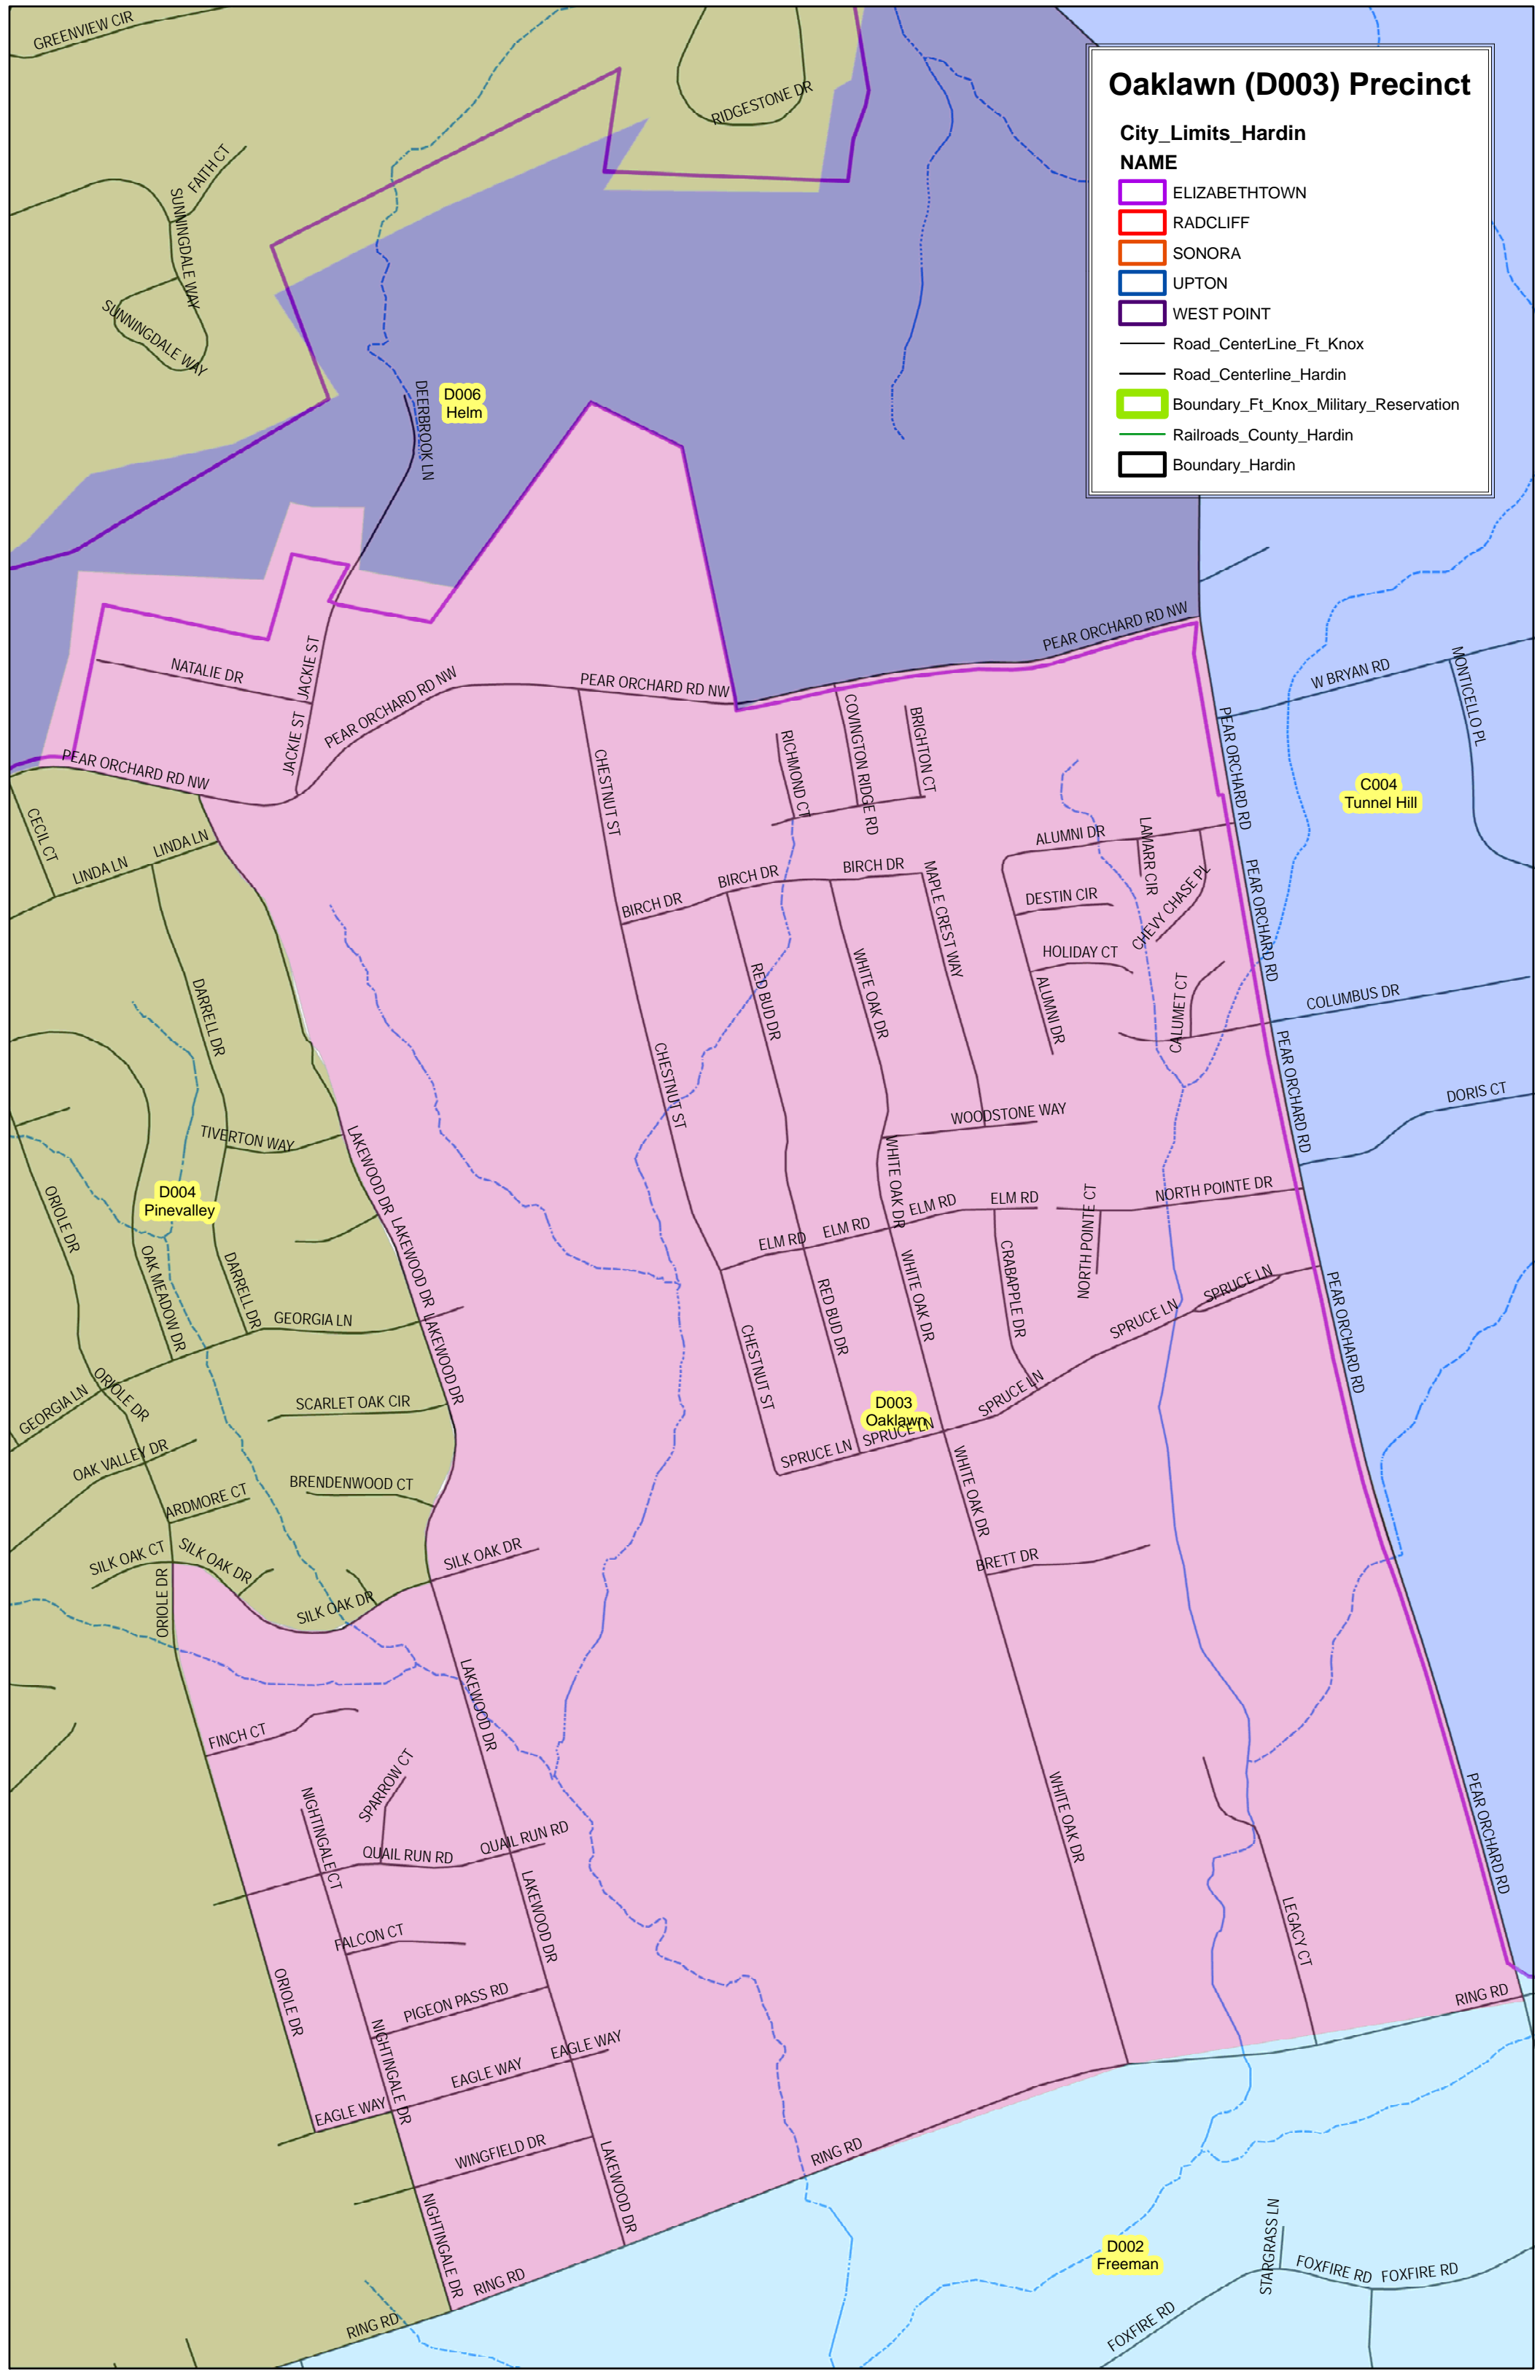 GREENVIEW CIR
RIDGESTONE DR
Oaklawn (D003) Precinct
City_Limits_Hardin
NAME
ELIZABETHTOWN
RADCLIFF
SONORA
UPTON
WEST POINT
Road_CenterLine_Ft_Knox
Road_Centerline_Hardin
Boundary_Ft_Knox_Military_Reservation
Railroads_County_Hardin
Boundary_Hardin
FAITH CT
SUNNINGDALE WAY
SUNNINGDALE WAY
DEERBROOK LN
D006
Helm
PEAR ORCHARD RD NW
NATALIE DR
JACKIE ST
JACKIE ST
PEAR ORCHARD RD NW
PEAR ORCHARD RD NW
PEAR ORCHARD RD NW
W BRYAN RD
MONTICELLO PL
C004
Tunnel Hill
PEAR ORCHARD RD
CHESTNUT ST
RICHMOND CT
COVINGTON RIDGE RD
BRIGHTON CT
CECIL CT
LINDA LN
LINDA LN
ALUMNI DR
LAMARR CIR
CHEVY CHASE PL
PEAR ORCHARD RD
BIRCH DR
BIRCH DR
BIRCH DR
MAPLE CREST WAY
DESTIN CIR
HOLIDAY CT
ALUMNI DR
CALUMET CT
COLUMBUS DR
RED BUD DR
WHITE OAK DR
DARRELL DR
CHESTNUT ST
PEAR ORCHARD RD
DORIS CT
WOODSTONE WAY
TIVERTON WAY
LAKEWOOD DR
D004
Pinevalley
ORIOLE DR
WHITE OAK DR
ELM RD
ELM RD
ELM RD
ELM RD
NORTH POINTE CT
NORTH POINTE DR
LAKEWOOD DR
OAK MEADOW DR
DARRELL DR
GEORGIA LN
LAKEWOOD DR
RED BUD DR
WHITE OAK DR
CRABAPPLE DR
SPRUCE LN
SPRUCE LN
PEAR ORCHARD RD
CHESTNUT ST
GEORGIA LN
ORIOLE DR
SCARLET OAK CIR
D003
Oaklawn
SPRUCE LN
SPRUCE LN
SPRUCE LN
OAK VALLEY DR
ARDMORE CT
BRENDENWOOD CT
WHITE OAK DR
SILK OAK CT
SILK OAK DR
SILK OAK DR
SILK OAK DR
BRETT DR
ORIOLE DR
LAKEWOOD DR
FINCH CT
SPARROW CT
NIGHTINGALE CT
QUAIL RUN RD
QUAIL RUN RD
WHITE OAK DR
PEAR ORCHARD RD
LAKEWOOD DR
FALCON CT
LEGACY CT
ORIOLE DR
PIGEON PASS RD
RING RD
NIGHTINGALE DR
EAGLE WAY
EAGLE WAY
EAGLE WAY
WINGFIELD DR
LAKEWOOD DR
RING RD
NIGHTINGALE DR
RING RD
RING RD
D002
Freeman
STARGRASS LN
FOXFIRE RD
FOXFIRE RD
FOXFIRE RD